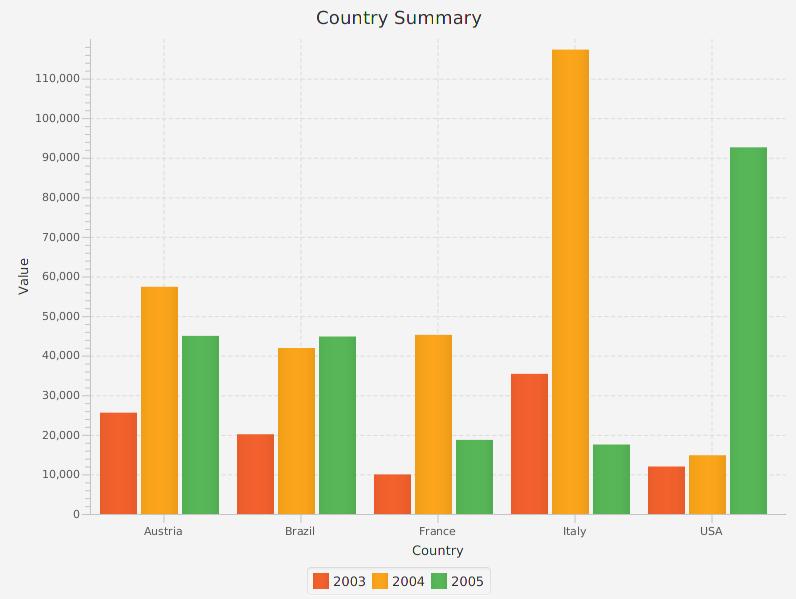 Country Summary
Value
110,000
100,000
90,000
80,000
70,000
60,000
50,000
40,000
30,000
20,000
10,000
0
Austria Brazil France Italy USA
Country
2003 2004 2005